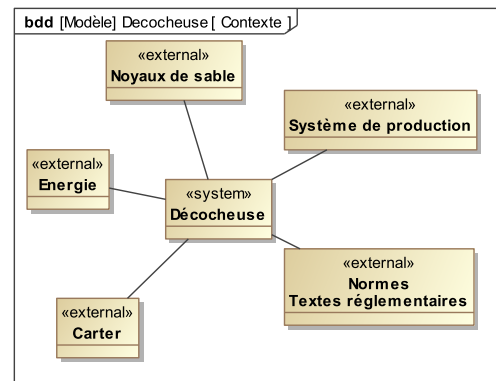 bdd [Modèle] Decocheuse [ Contexte ]
«external»
Noyaux de sable
«external»
Système de production
«external»
Energie
«system»
Décocheuse
«external»
Normes
Textes réglementaires
«external»
Carter